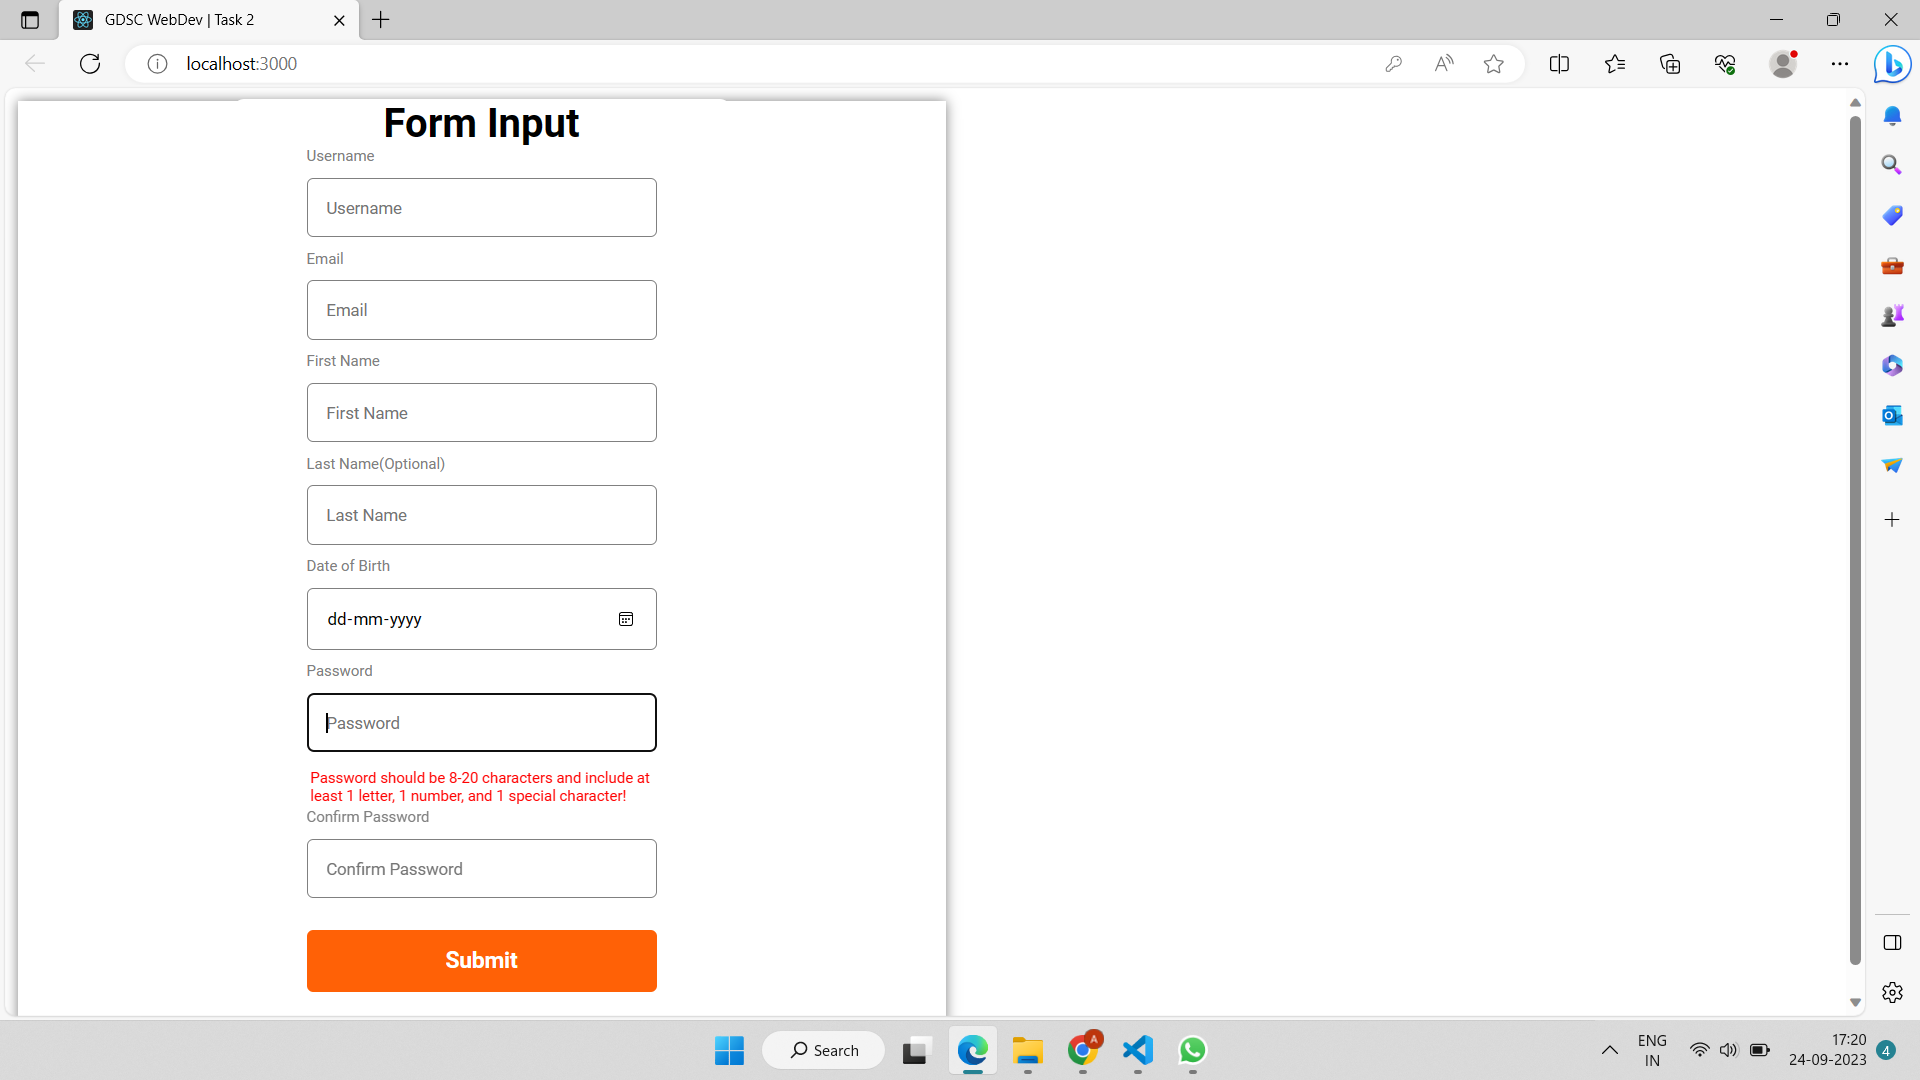 GDSC WebDev | Task 2
localhost:3000
Form Input
Username
Username
Email
Email
First Name
First Name
Last Name(Optional)
Last Name
Date of Birth
dd-mm-yyyy
Password
Password
Password should be 8-20 characters and include at
least 1 letter, 1 number, and 1 special character!
Confirm Password
Confirm Password
Submit
Search
A
ENG
IN
17:20
24-09-2023
4